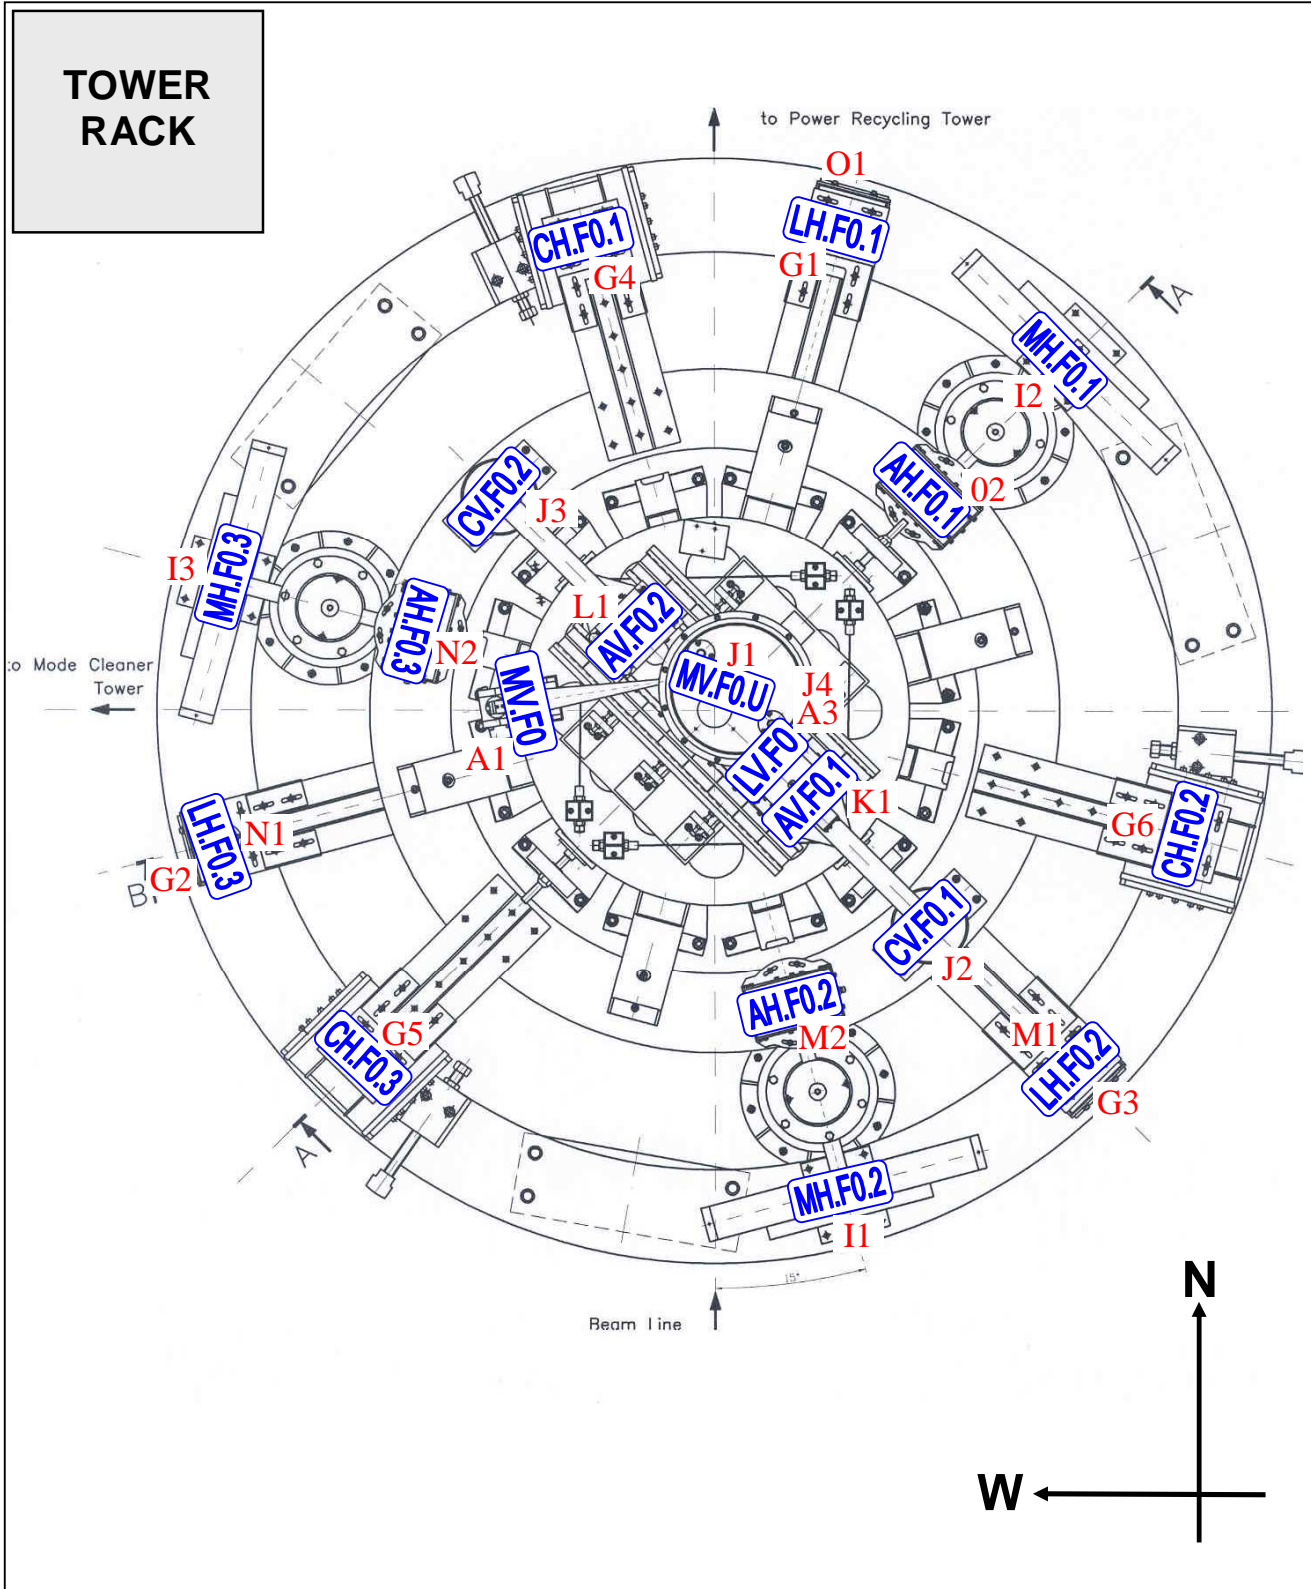 TOWER
RACK
to Power Recycling Tower
O1
CH.F0.1
LH.F0.1
G4
G1
A
MH.F0.1
I2
CV.F0.2
AH.F0.1
02
J3
I3
MH.F0.3
L1
AH.F0.3
AV.F0.2
N2
to Mode Cleaner
Tower
MV.F0
J1
MV.F0.U
J4
A3
A1
LV.F0
AV.F0.1
K1
LH.F0.3
N1
G2
B
G6
CH.F0.2
CV.F0.1
J2
AH.F0.2
M2
G5
CH.F0.3
M1
LH.F0.2
G3
A
MH.F0.2
I1
15°
Beam Line
N
W